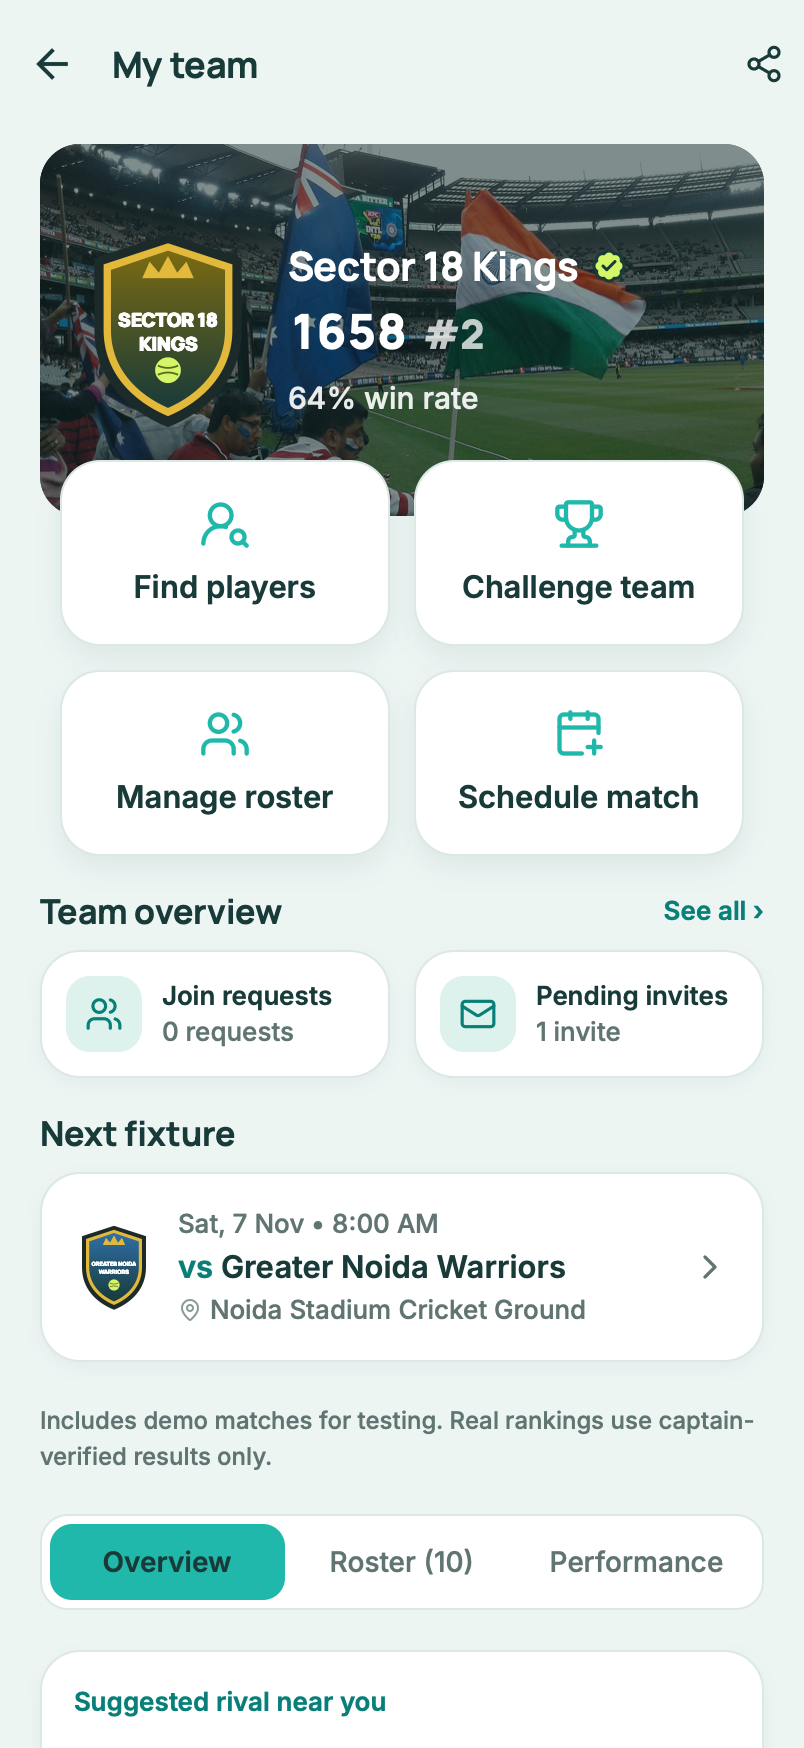 My team
SECTOR 18
KINGS
Sector 18 Kings
1658 #2
64% win rate
Find players
Challenge team
Manage roster
Schedule match
Team overview
See all ›
Join requests
0 requests
Pending invites
1 invite
Next fixture
GREATER NOIDA
WARRIORS
Sat, 7 Nov • 8:00 AM
vs Greater Noida Warriors
Noida Stadium Cricket Ground
Includes demo matches for testing. Real rankings use captain-
verified results only.
Overview
Roster (10)
Performance
Suggested rival near you